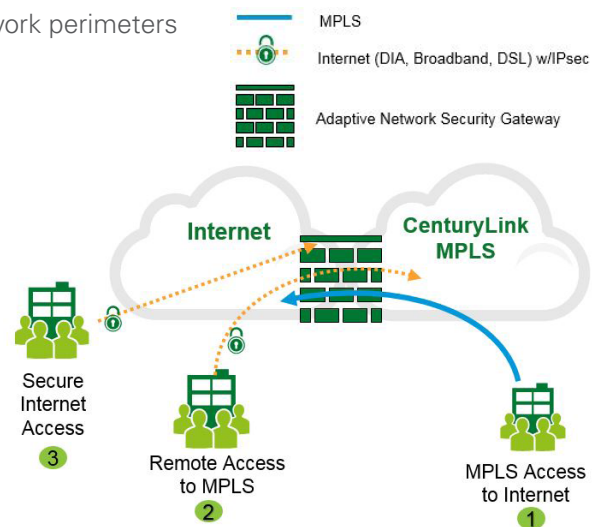 work perimeters
MPLS
Internet (DIA, Broadband, DSL) w/IPsec
Adaptive Network Security Gateway
Internet
CenturyLink
MPLS
Secure
Internet
Access
3
Remote Access
to MPLS
2
MPLS Access
to Internet
1